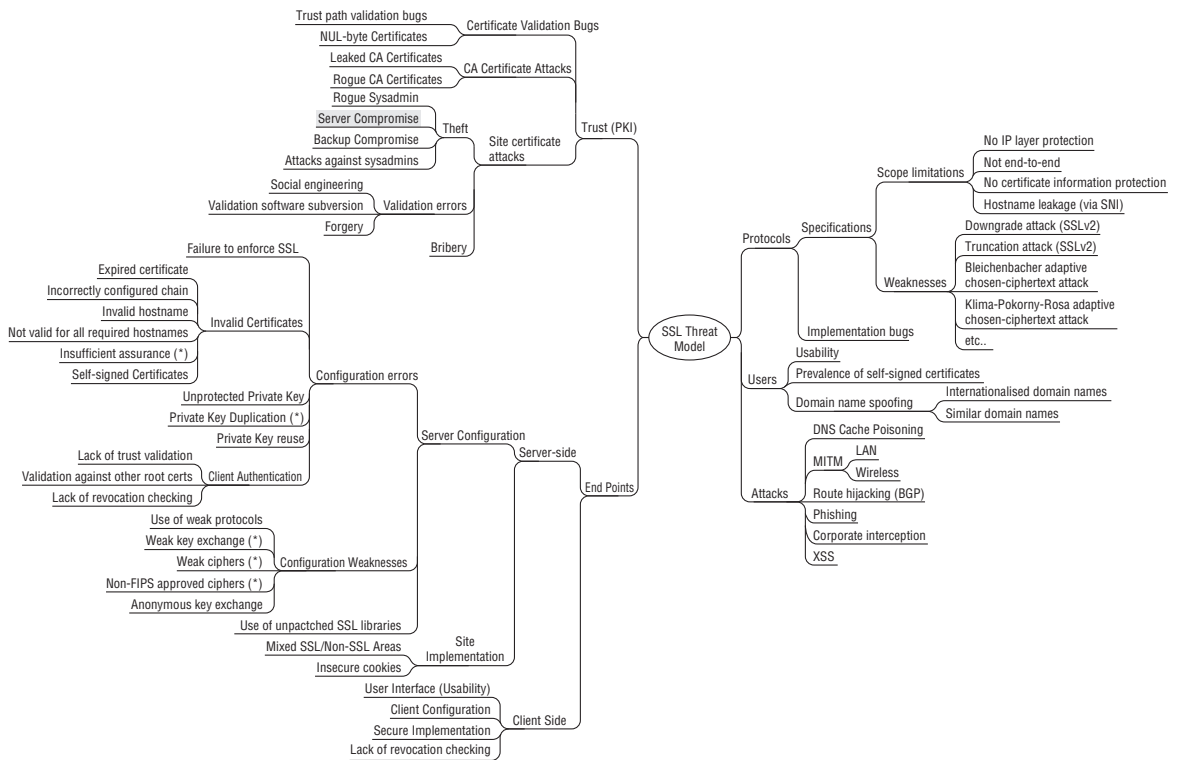 Trust path validation bugs
NUL-byte Certificates
Certificate Validation Bugs
Leaked CA Certificates
Rogue CA Certificates
CA Certificate Attacks
Rogue Sysadmin
Server Compromise
Backup Compromise
Attacks against sysadmins
Theft
Site certificate
attacks
Trust (PKI)
Social engineering
Validation software subversion
Forgery
Validation errors
Bribery
Failure to enforce SSL
Expired certificate
Incorrectly configured chain
Invalid hostname
Not valid for all required hostnames
Insufficient assurance (*)
Self-signed Certificates
Invalid Certificates
Configuration errors
Unprotected Private Key
Private Key Duplication (*)
Private Key reuse
Lack of trust validation
Validation against other root certs
Lack of revocation checking
Client Authentication
Server Configuration
Server-side
End Points
Use of weak protocols
Weak key exchange (*)
Weak ciphers (*)
Non-FIPS approved ciphers (*)
Anonymous key exchange
Configuration Weaknesses
Use of unpactched SSL libraries
Mixed SSL/Non-SSL Areas
Insecure cookies
Site
Implementation
User Interface (Usability)
Client Configuration
Secure Implementation
Lack of revocation checking
Client Side
SSL Threat
Model
Protocols
Specifications
Scope limitations
No IP layer protection
Not end-to-end
No certificate information protection
Hostname leakage (via SNI)
Weaknesses
Downgrade attack (SSLv2)
Truncation attack (SSLv2)
Bleichenbacher adaptive
chosen-ciphertext attack
Klima-Pokorny-Rosa adaptive
chosen-ciphertext attack
etc..
Implementation bugs
Users
Usability
Prevalence of self-signed certificates
Domain name spoofing
Internationalised domain names
Similar domain names
Attacks
DNS Cache Poisoning
MITM
LAN
Wireless
Route hijacking (BGP)
Phishing
Corporate interception
XSS